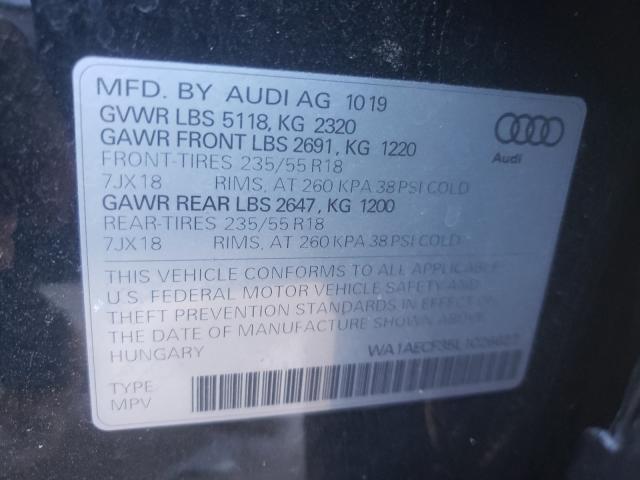 MFD. BY AUDI AG 1019
GVWR LBS 5118, KG 2320
GAWR FRONT LBS 2691, KG 1220
FRONT-TIRES 235/55 R18
7JX18 RIMS, AT 260 KPA 38 PSI COLD
GAWR REAR LBS 2647, KG 1200
REAR-TIRES 235/55 R18
7JX18 RIMS, AT 260 KPA 38 PSI COLD
Audi
THIS VEHICLE CONFORMS TO ALL APPLICABLE
U.S. FEDERAL MOTOR VEHICLE SAFETY AND
THEFT PREVENTION STANDARDS IN EFFECT ON
THE DATE OF MANUFACTURE SHOWN ABOVE.
HUNGARY
TYPE
MPV